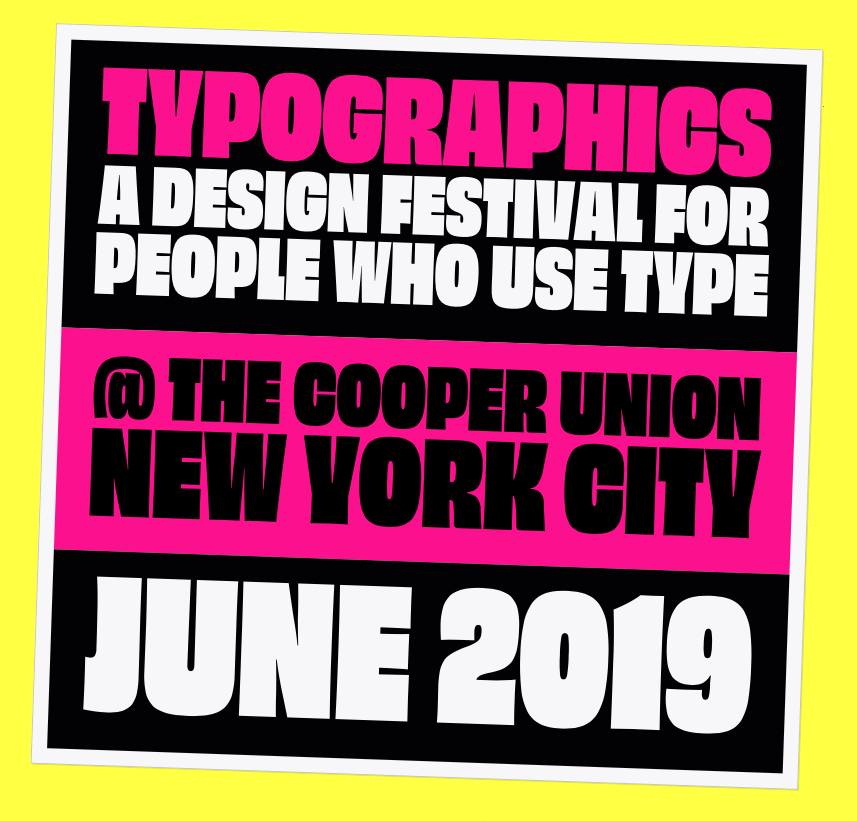 TYPOGRAPHICS
A DESIGN FESTIVAL FOR
PEOPLE WHO USE TYPE
@ THE COOPER UNION
NEW YORK CITY
JUNE 2019